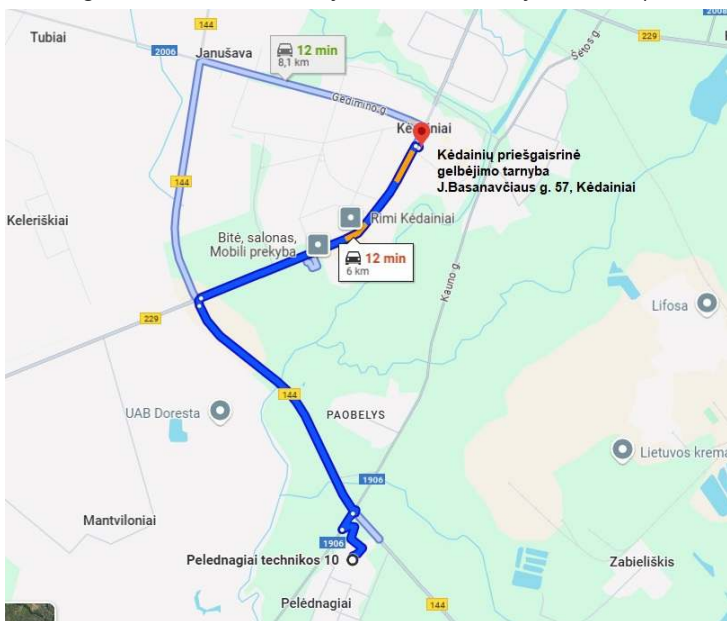 144
229
Tubiai
2006
Janušava
12 min
8,1 km
Šėtos g.
Gedimino g.
Kėdainiai
Kėdainių priešgaisrinė
gelbėjimo tarnyba
J.Basanavčiaus g. 57, Kėdainiai
144
Keleriškiai
Rimi Kėdainiai
Bitė, salonas,
Mobili prekyba
12 min
6 km
Kauno g.
Lifosa
229
144
UAB Doresta
PAOBELYS
Lietuvos krema
1906
Mantviloniai
1906
Pelednagiai technikos 10
Zabieliškis
Pelėdnagiai
144